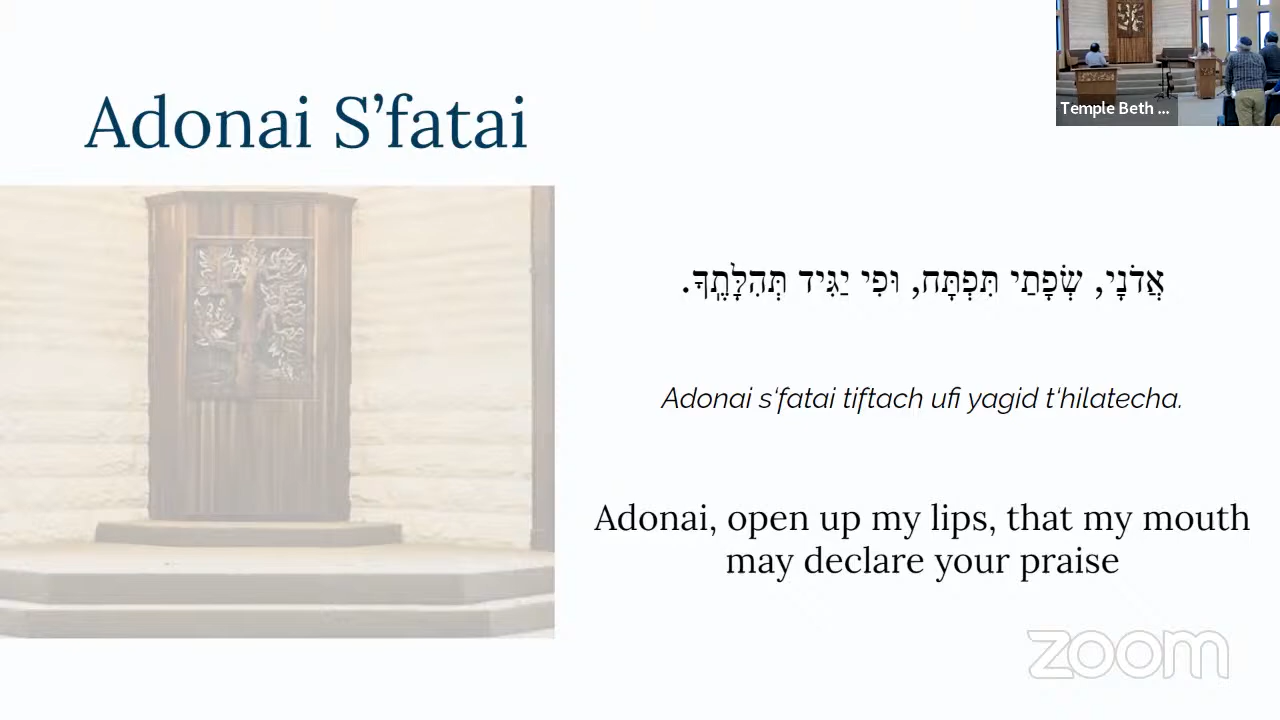 Temple Beth ...
Adonai S’fatai
אֲדֹנָי, שְׂפָתַי תִּפְתָּח, וּפִי יַגִּיד תְּהִלָּתֶֽךָ.
Adonai s‘fatai tiftach ufi yagid t‘hilatecha.
Adonai, open up my lips, that my mouth
may declare your praise
zoom